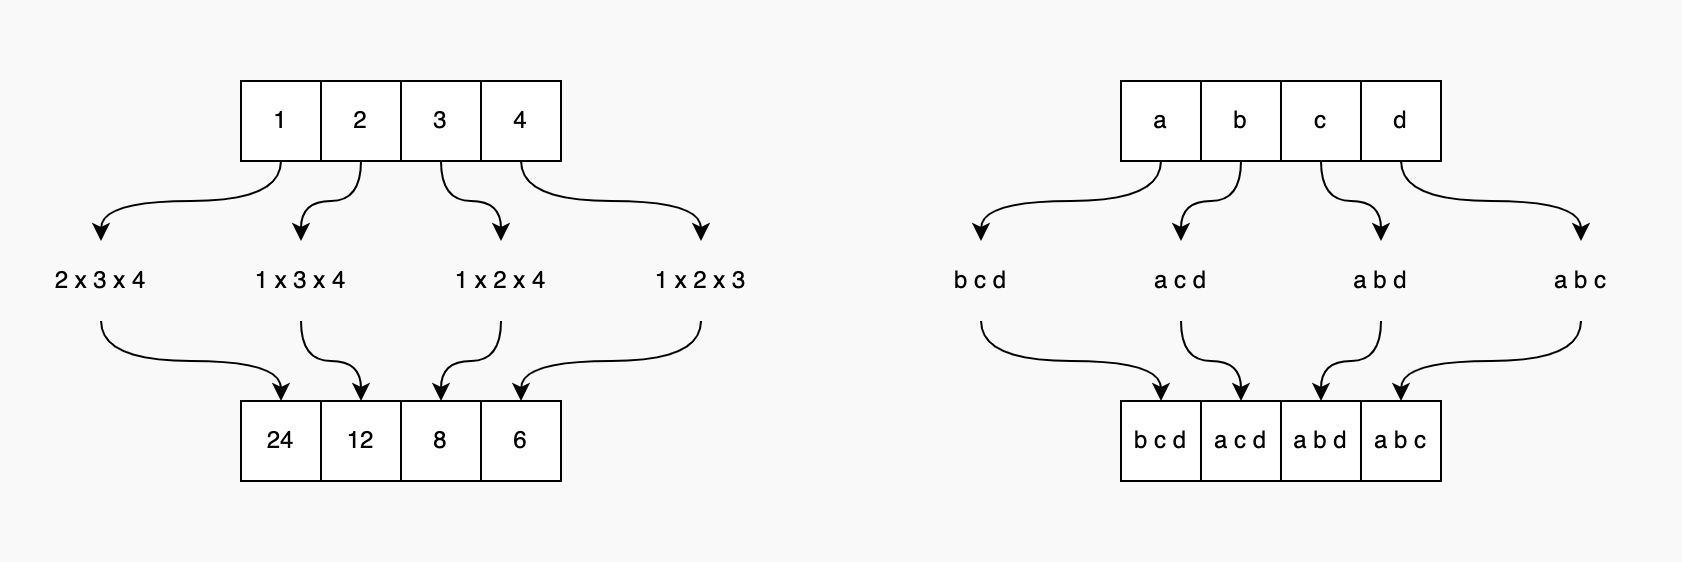 1 2 3 4
a b c d
2 x 3 x 4
1 x 3 x 4
1 x 2 x 4
1 x 2 x 3
b c d
a c d
a b d
a b c
24 12 8 6
b c d a c d a b d a b c